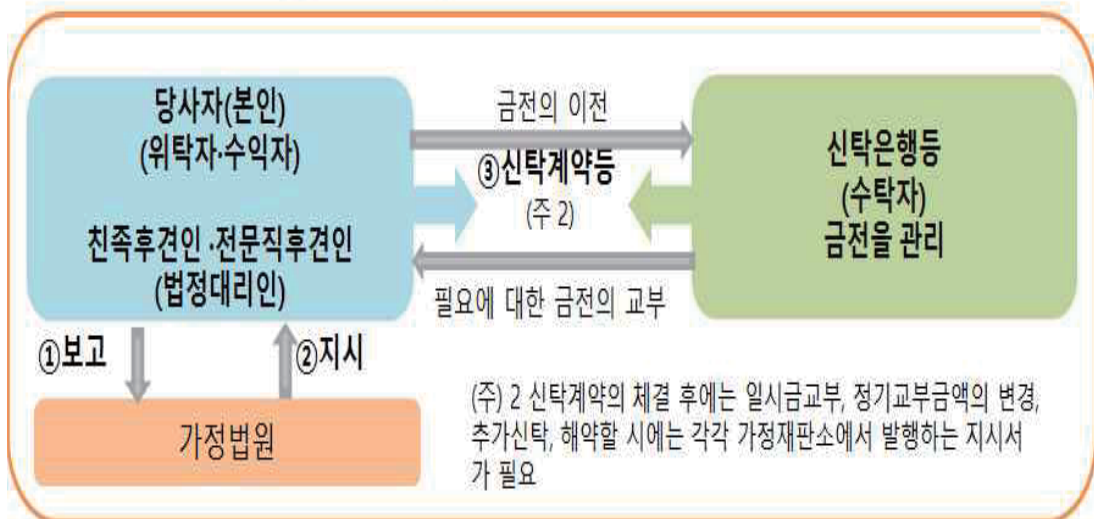 당사자(본인)
(위탁자·수익자)
친족후견인 ·전문직후견인
(법정대리인)
금전의 이전
③신탁계약등
(주 2)
필요에 대한 금전의 교부
신탁은행등
(수탁자)
금전을 관리
①보고
②지시
가정법원
(주) 2 신탁계약의 체결 후에는 일시금교부, 정기교부금액의 변경,
추가신탁, 해약할 시에는 각각 가정재판소에서 발행하는 지시서
가 필요